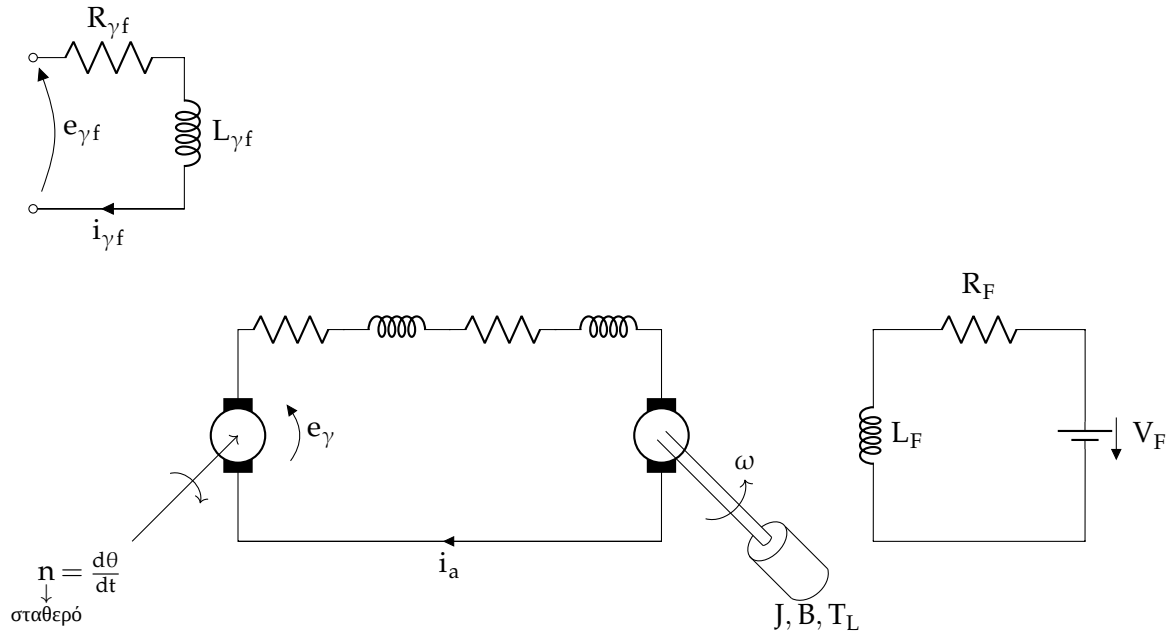 R_γf
e_γf
L_γf
i_γf
R_F
L_F
V_F
e_γ
ω
i_a
n = dθ/dt
σταθερό
J, B, T_L